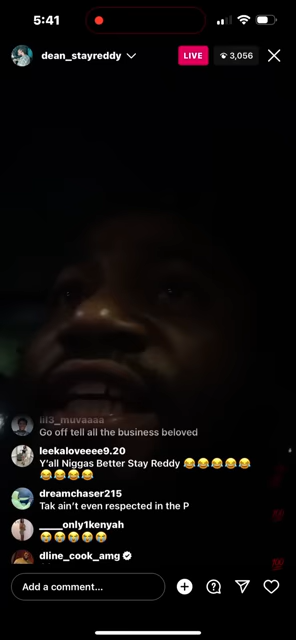 5:41
dean_stayreddy
LIVE
3,056
lil3_muvaaaa
Go off tell all the business beloved
leekaloveeee9.20
Y'all Niggas Better Stay Reddy 😂😂😂😂😂
😂😂😂😂
dreamchaser215
Tak ain't even respected in the P
____only1kenyah
😭😭😭😭😭
dline_cook_amg
Add a comment...